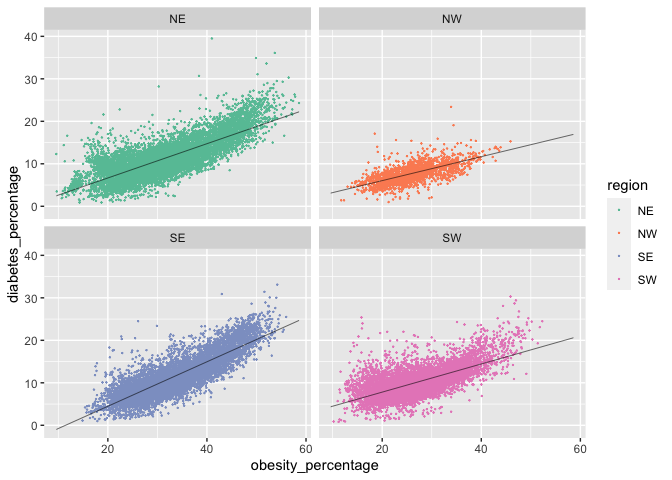 NE NW
40
30
20
10
0
SE SW
40
30
20
10
0
20 40 60 20 40 60
obesity_percentage
diabetes_percentage
region
NE
NW
SE
SW